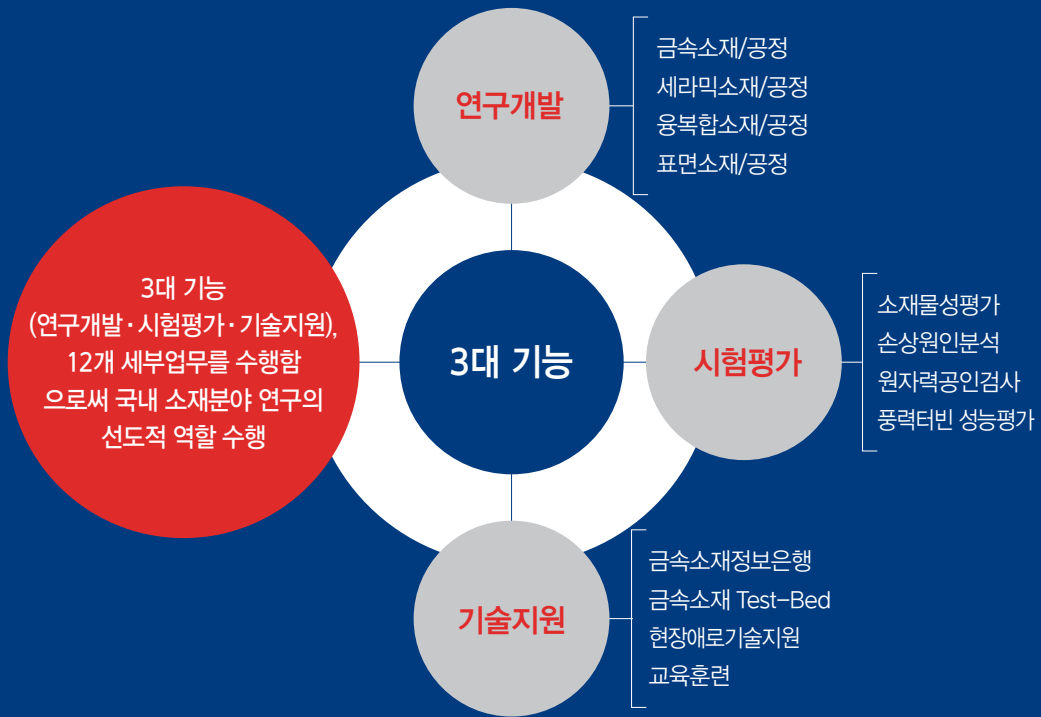 연구개발
금속소재/공정
세라믹소재/공정
융복합소재/공정
표면소재/공정
3대 기능
(연구개발·시험평가·기술지원),
12개 세부업무를 수행함
으로써 국내 소재분야 연구의
선도적 역할 수행
3대 기능
시험평가
소재물성평가
손상원인분석
원자력공인검사
풍력터빈 성능평가
기술지원
금속소재정보은행
금속소재 Test-Bed
현장애로기술지원
교육훈련